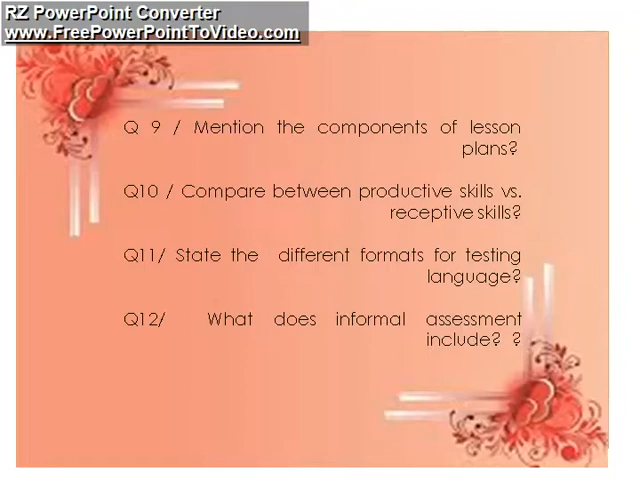 RZ PowerPoint Converter
www.FreePowerPointToVideo.com
Q 9 / Mention the components of lesson
plans?
Q10 / Compare between productive skills vs.
receptive skills?
Q11/ State the different formats for testing
language?
Q12/ What does informal assessment
include? ?